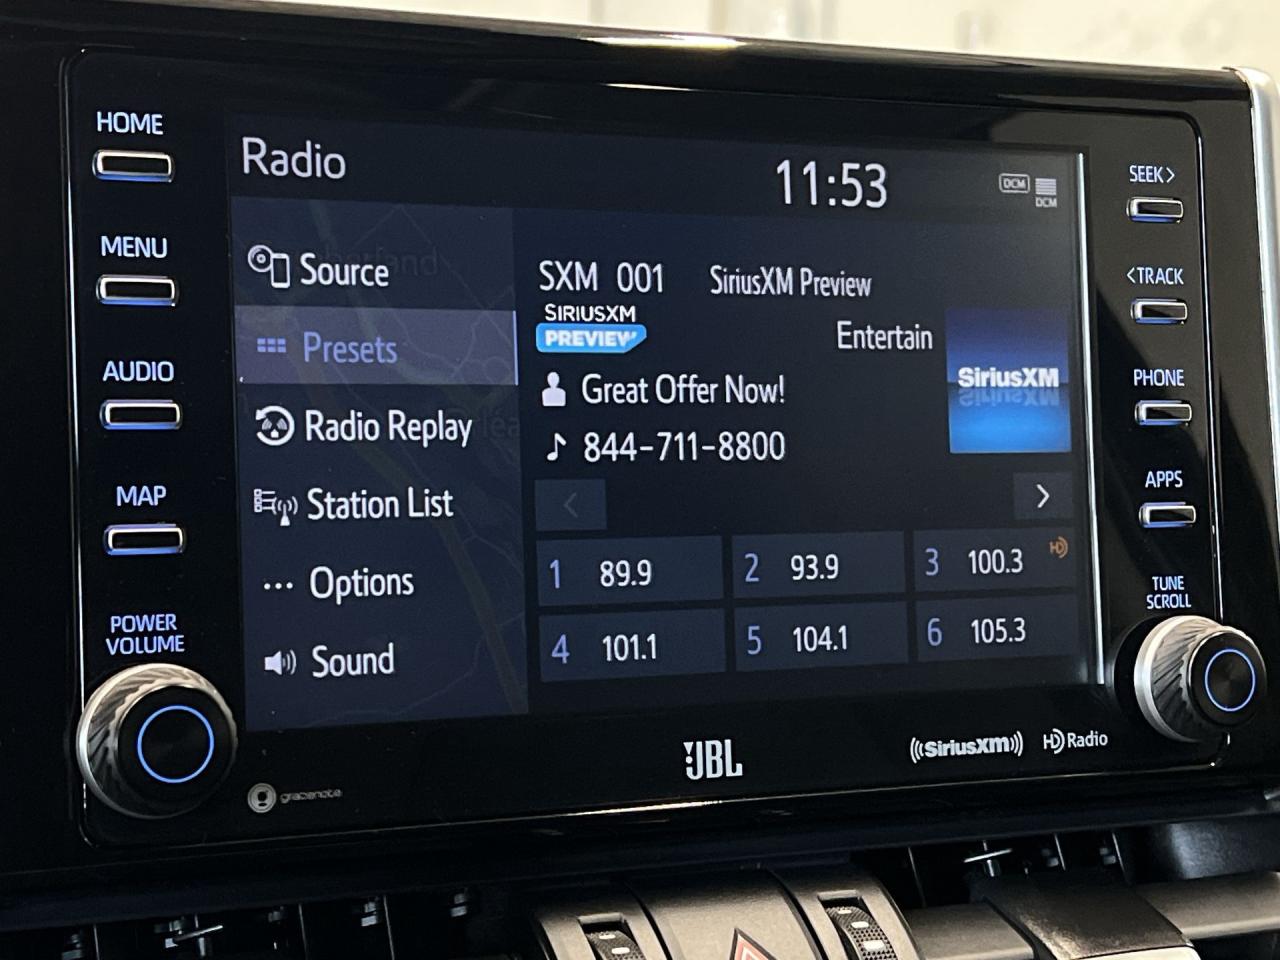 HOME
MENU
AUDIO
MAP
POWER
VOLUME
Radio
11:53
DCM
DCM
Source
Presets
Radio Replay
Station List
Options
Sound
SXM 001 SiriusXM Preview
SIRIUSXM
PREVIEW
Entertain
SiriusXM
Great Offer Now!
844-711-8800
1 89.9
2 93.9
3 100.3 HD
4 101.1
5 104.1
6 105.3
SEEK>
<TRACK
PHONE
APPS
TUNE
SCROLL
gracenote
JBL
((SiriusXM))
HD Radio